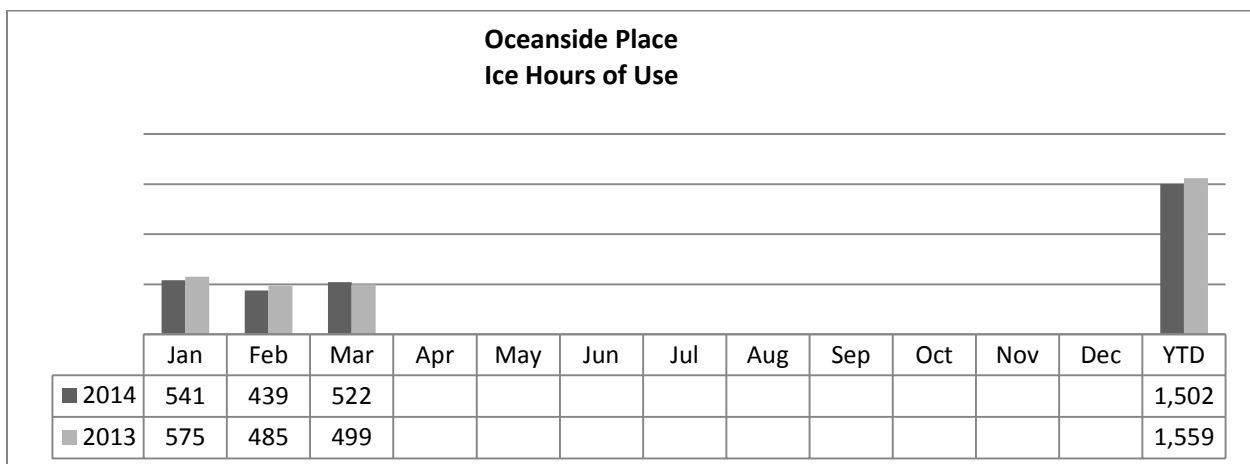 Oceanside Place
Ice Hours of Use
Jan Feb Mar Apr May Jun Jul Aug Sep Oct Nov Dec YTD
2014 541 439 522 1,502
2013 575 485 499 1,559